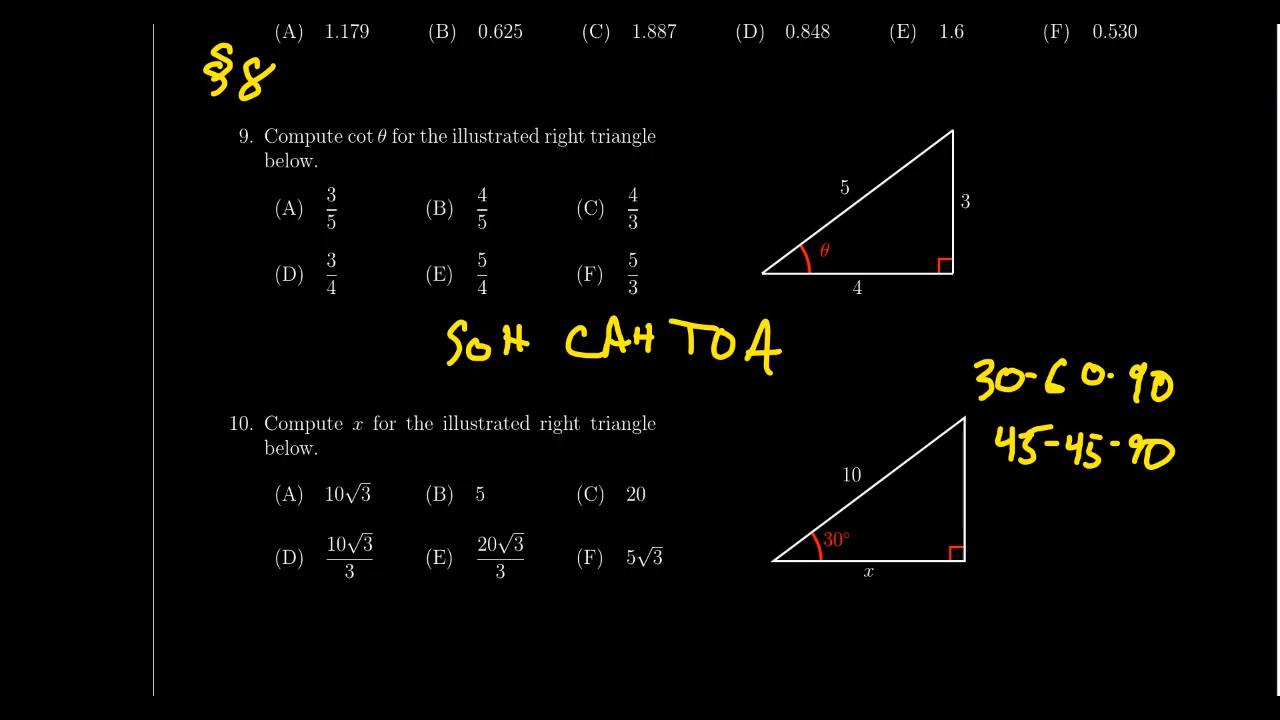 (A) 1.179 (B) 0.625 (C) 1.887 (D) 0.848 (E) 1.6 (F) 0.530
§8
9. Compute cot θ for the illustrated right triangle
below.
(A) 3/5 (B) 4/5 (C) 4/3
(D) 3/4 (E) 5/4 (F) 5/3
5
3
θ
4
SOH CAH TOA
30-60-90
45-45-90
10. Compute x for the illustrated right triangle
below.
(A) 10√3 (B) 5 (C) 20
(D) 10√3/3 (E) 20√3/3 (F) 5√3
10
30°
x